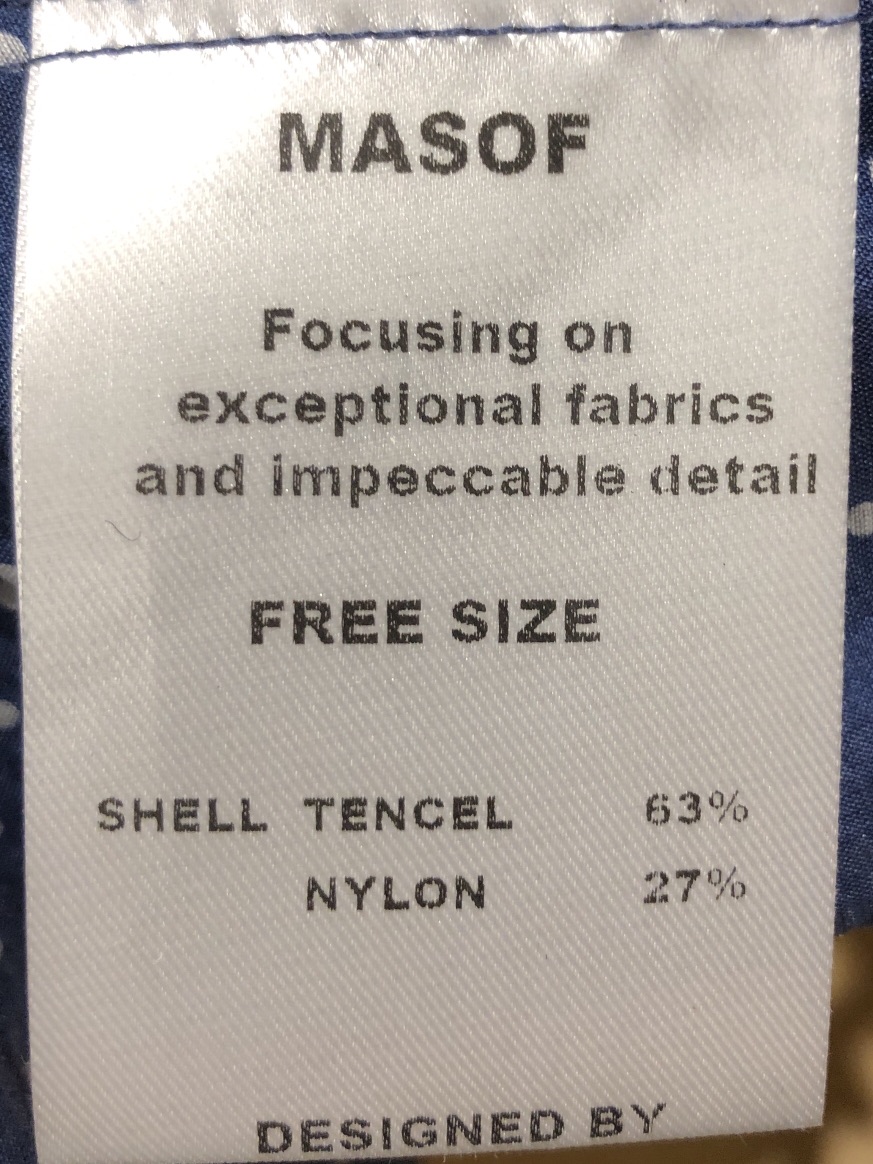 MASOF
Focusing on
exceptional fabrics
and impeccable detail
FREE SIZE
SHELL TENCEL 63%
NYLON 27%
DESIGNED BY